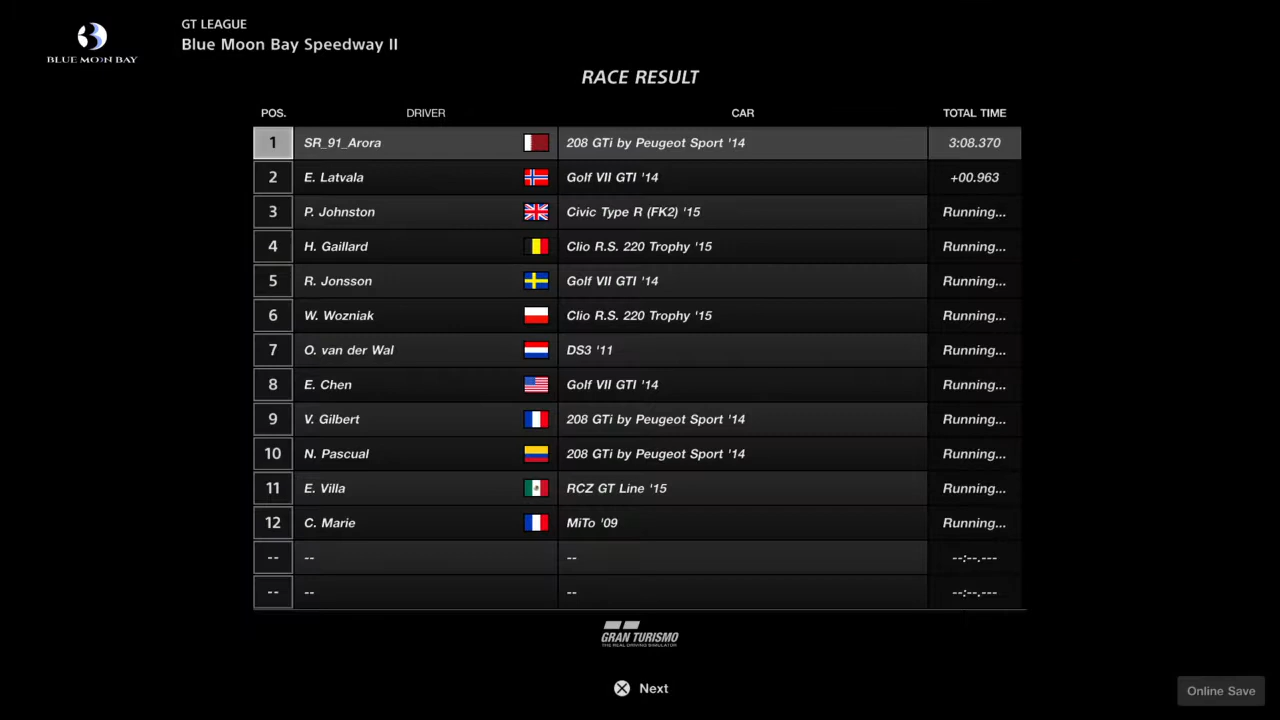 GT LEAGUE
BLUE MOON BAY
Blue Moon Bay Speedway II
RACE RESULT
POS. DRIVER CAR TOTAL TIME
1 SR_91_Arora 208 GTi by Peugeot Sport '14 3:08.370
2 E. Latvala Golf VII GTI '14 +00.963
3 P. Johnston Civic Type R (FK2) '15 Running...
4 H. Gaillard Clio R.S. 220 Trophy '15 Running...
5 R. Jonsson Golf VII GTI '14 Running...
6 W. Wozniak Clio R.S. 220 Trophy '15 Running...
7 O. van der Wal DS3 '11 Running...
8 E. Chen Golf VII GTI '14 Running...
9 V. Gilbert 208 GTi by Peugeot Sport '14 Running...
10 N. Pascual 208 GTi by Peugeot Sport '14 Running...
11 E. Villa RCZ GT Line '15 Running...
12 C. Marie MiTo '09 Running...
-- -- -- --:--.---
-- -- -- --:--.---
GRAN TURISMO
THE REAL DRIVING SIMULATOR
Next
Online Save